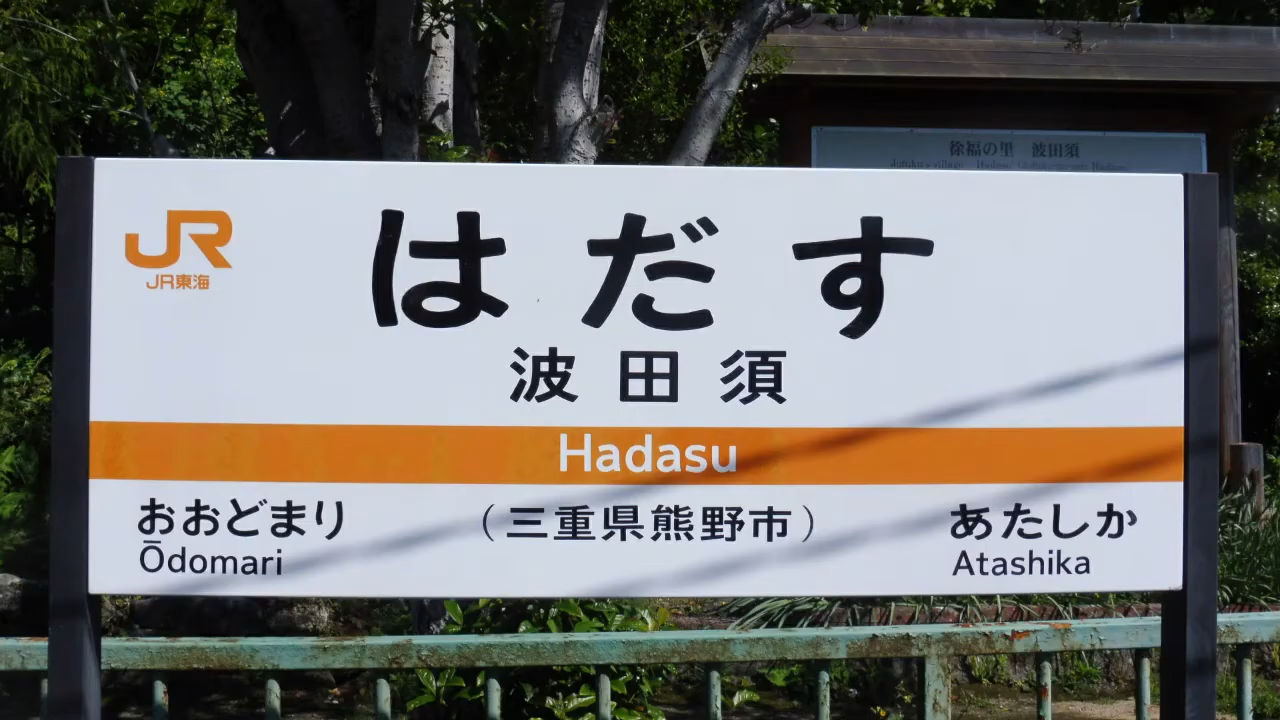 徐福の里 波田須
JR
JR東海
はだす
波田須
Hadasu
おおどまり
Ōdomari
（三重県熊野市）
あたしか
Atashika